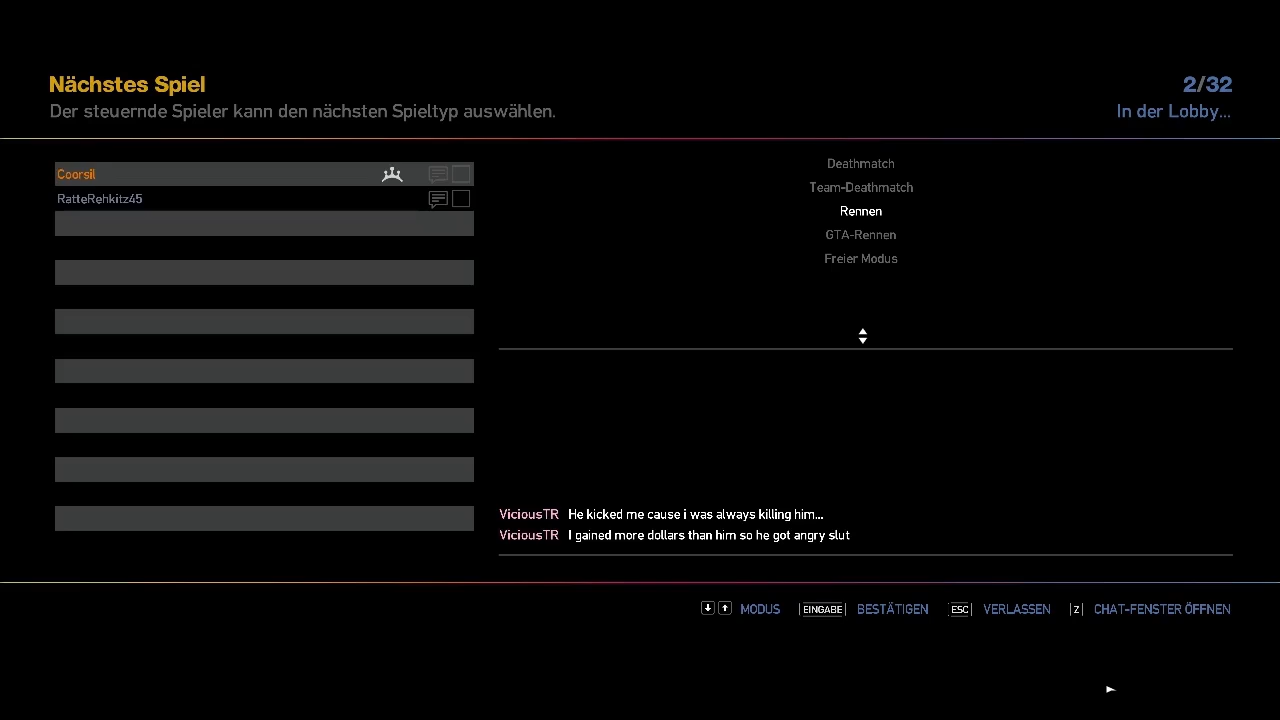 Nächstes Spiel
2/32
Der steuernde Spieler kann den nächsten Spieltyp auswählen.
In der Lobby...
Coorsil
RatteRehkitz45
Deathmatch
Team-Deathmatch
Rennen
GTA-Rennen
Freier Modus
ViciousTR He kicked me cause i was always killing him...
ViciousTR I gained more dollars than him so he got angry slut
MODUS EINGABE BESTÄTIGEN ESC VERLASSEN Z CHAT-FENSTER ÖFFNEN